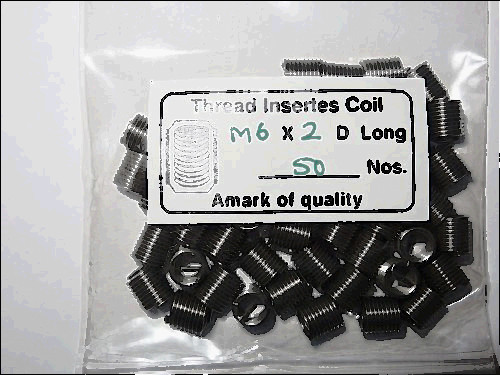 Thread Insertes Coil
M6 X 2 D Long
50 Nos.
Amark of quality